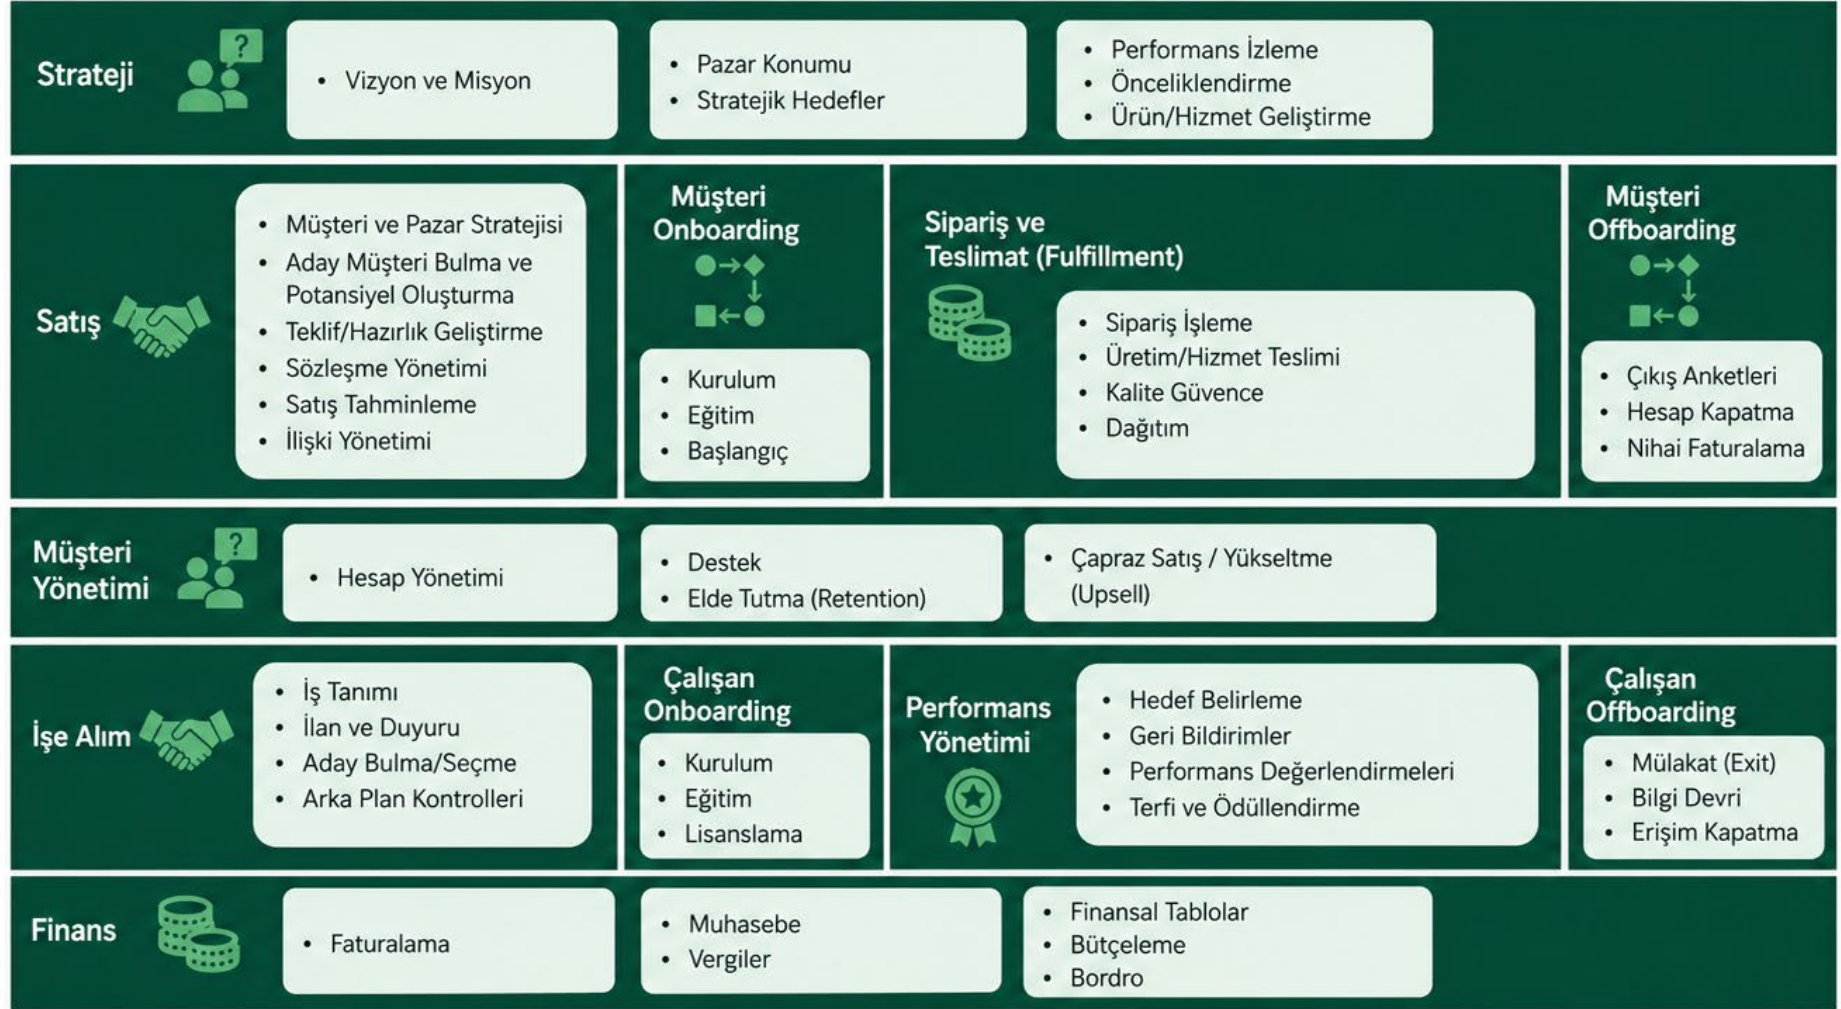 Strateji
?
• Vizyon ve Misyon
• Pazar Konumu
• Stratejik Hedefler
• Performans İzleme
• Önceliklendirme
• Ürün/Hizmet Geliştirme
Satış
• Müşteri ve Pazar Stratejisi
• Aday Müşteri Bulma ve
Potansiyel Oluşturma
• Teklif/Hazırlık Geliştirme
• Sözleşme Yönetimi
• Satış Tahminleme
• İlişki Yönetimi
Müşteri
Onboarding
• Kurulum
• Eğitim
• Başlangıç
Sipariş ve
Teslimat (Fulfillment)
• Sipariş İşleme
• Üretim/Hizmet Teslimi
• Kalite Güvence
• Dağıtım
Müşteri
Offboarding
• Çıkış Anketleri
• Hesap Kapatma
• Nihai Faturalama
Müşteri
Yönetimi
?
• Hesap Yönetimi
• Destek
• Elde Tutma (Retention)
• Çapraz Satış / Yükseltme
(Upsell)
İşe Alım
• İş Tanımı
• İlan ve Duyuru
• Aday Bulma/Seçme
• Arka Plan Kontrolleri
Çalışan
Onboarding
• Kurulum
• Eğitim
• Lisanslama
Performans
Yönetimi
• Hedef Belirleme
• Geri Bildirimler
• Performans Değerlendirmeleri
• Terfi ve Ödüllendirme
Çalışan
Offboarding
• Mülakat (Exit)
• Bilgi Devri
• Erişim Kapatma
Finans
• Faturalama
• Muhasebe
• Vergiler
• Finansal Tablolar
• Bütçeleme
• Bordro